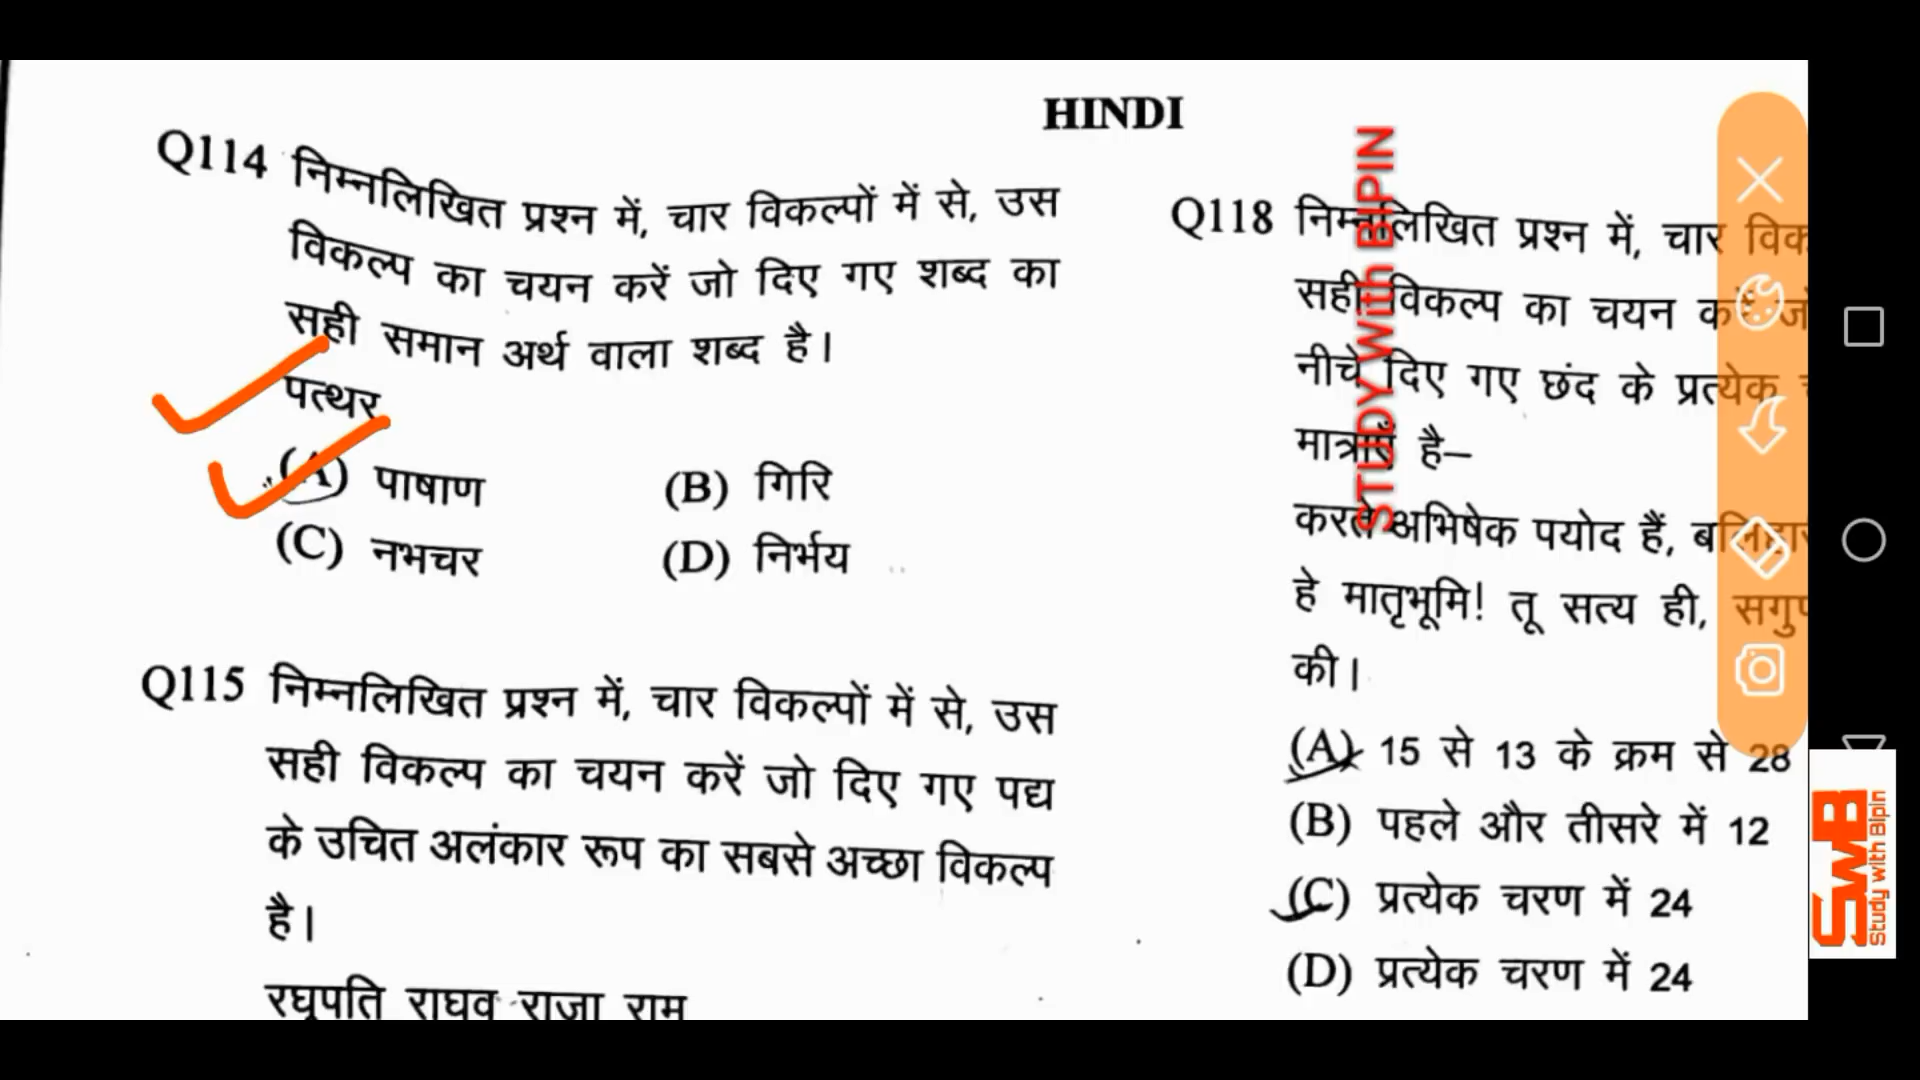 HINDI
Q114 निम्नलिखित प्रश्न में, चार विकल्पों में से, उस
विकल्प का चयन करें जो दिए गए शब्द का
सही समान अर्थ वाला शब्द है।
पत्थर
(A) पाषाण (B) गिरि
(C) नभचर (D) निर्भय
Q115 निम्नलिखित प्रश्न में, चार विकल्पों में से, उस
सही विकल्प का चयन करें जो दिए गए पद्य
के उचित अलंकार रूप का सबसे अच्छा विकल्प
है।
रघुपति राघव राजा राम
Q118 निम्नलिखित प्रश्न में, चार
सही विकल्प का चयन
नीचे दिए गए छंद के प्रत्येक
मात्राएँ है–
करते अभिषेक पयोद हैं,
हे मातृभूमि! तू सत्य ही,
की।
(A) 15 से 13 के क्रम से 28
(B) पहले और तीसरे में 12
(C) प्रत्येक चरण में 24
(D) प्रत्येक चरण में 24
STUDY With BIPIN
SWB
Study with Bipin